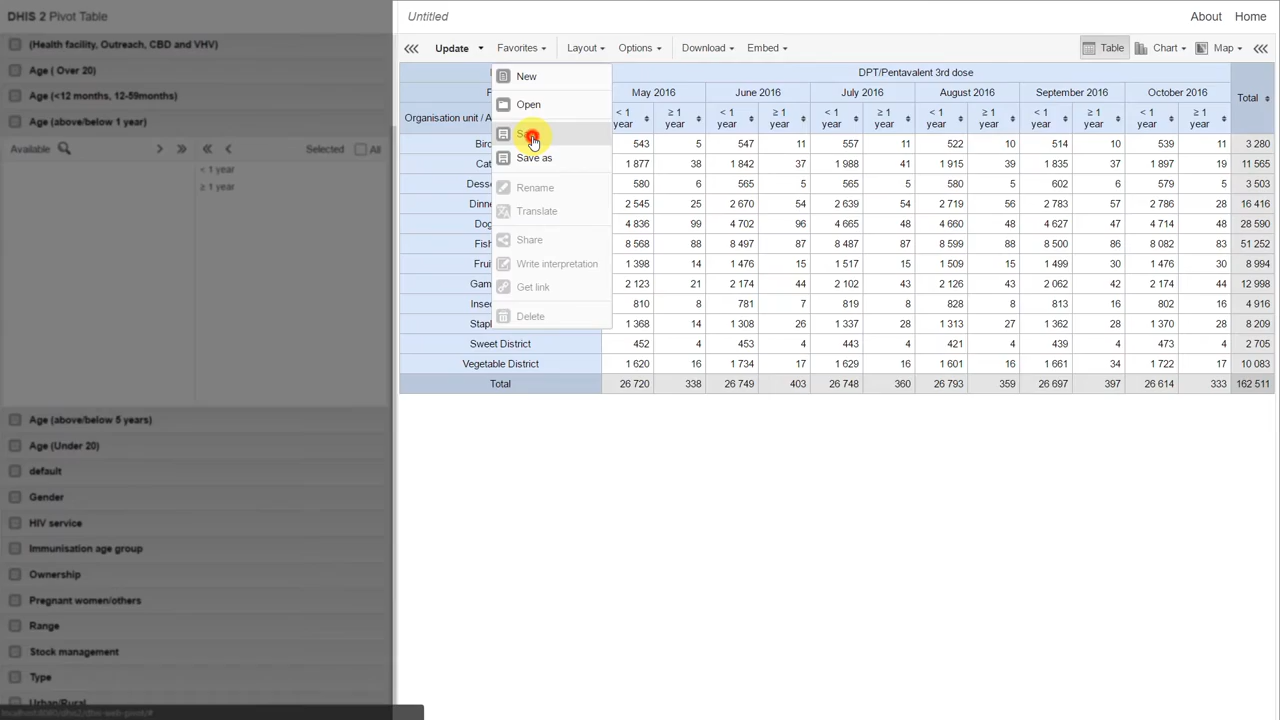 DHIS 2 Pivot Table
Untitled
About Home
Update Favorites Layout Options Download Embed Table Chart Map
(Health facility, Outreach, CBD and VHV)
Age ( Over 20)
Age (<12 months, 12-59months)
Age (above/below 1 year)
Available Selected All
< 1 year
≥ 1 year
Age (above/below 5 years)
Age (Under 20)
default
Gender
HIV service
Immunisation age group
Ownership
Pregnant women/others
Range
Stock management
Type
Urban/Rural
localhost:8080/dhis2/dhis-web-pivot/#
New
Open
Save as
Rename
Translate
Share
Write interpretation
Get link
Delete
DPT/Pentavalent 3rd dose
May 2016 June 2016 July 2016 August 2016 September 2016 October 2016 Total
Organisation unit / A < 1 year ≥ 1 year < 1 year ≥ 1 year < 1 year ≥ 1 year < 1 year ≥ 1 year < 1 year ≥ 1 year < 1 year ≥ 1 year
Bird 543 5 547 11 557 11 522 10 514 10 539 11 3 280
Cat 1 877 38 1 842 37 1 988 41 1 915 39 1 835 37 1 897 19 11 565
Desse 580 6 565 5 565 5 580 5 602 6 579 5 3 503
Dinne 2 545 25 2 670 54 2 639 54 2 719 56 2 783 57 2 786 28 16 416
Dog 4 836 99 4 702 96 4 665 48 4 660 48 4 627 47 4 714 48 28 590
Fish 8 568 88 8 497 87 8 487 87 8 599 88 8 500 86 8 082 83 51 252
Frui 1 398 14 1 476 15 1 517 15 1 509 15 1 499 30 1 476 30 8 994
Gam 2 123 21 2 174 44 2 102 43 2 126 43 2 062 42 2 174 44 12 998
Insec 810 8 781 7 819 8 828 8 813 16 802 16 4 916
Stapl 1 368 14 1 308 26 1 337 28 1 313 27 1 362 28 1 370 28 8 209
Sweet District 452 4 453 4 443 4 421 4 439 4 473 4 2 705
Vegetable District 1 620 16 1 734 17 1 629 16 1 601 16 1 661 34 1 722 17 10 083
Total 26 720 338 26 749 403 26 748 360 26 793 359 26 697 397 26 614 333 162 511